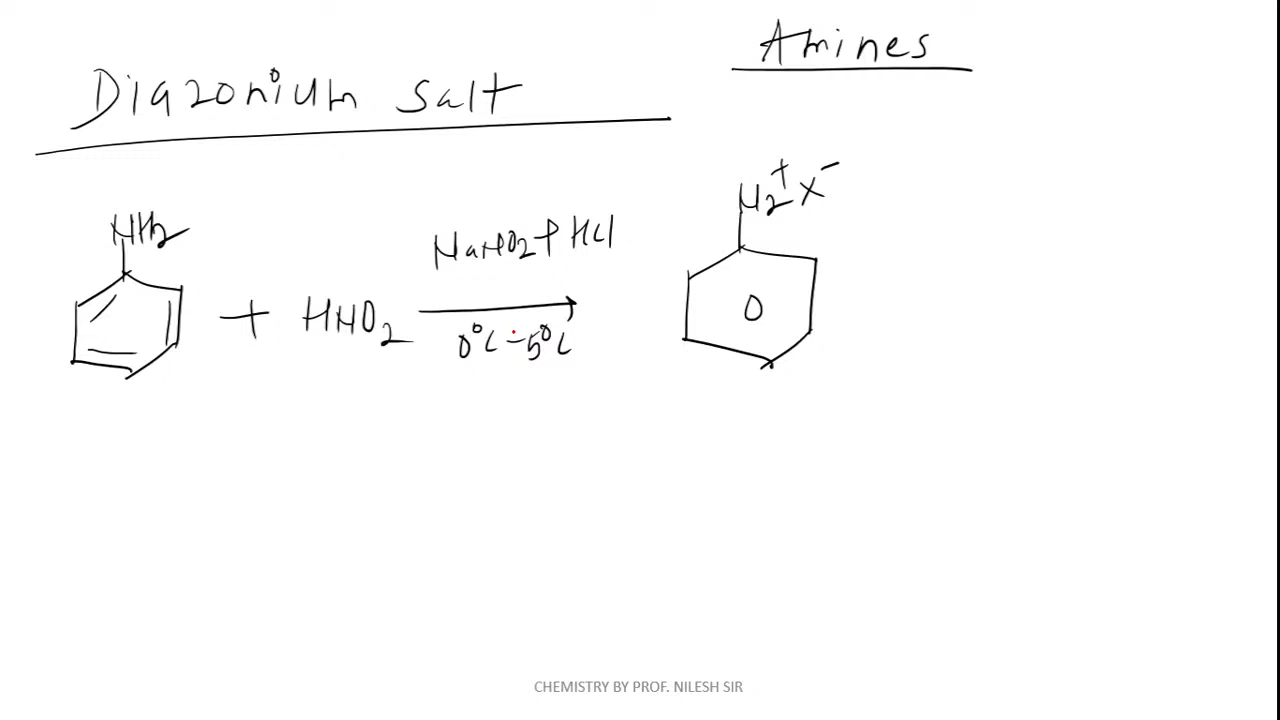 Amines
Diazonium salt
N2+ X-
NH2
NaNO2 + HCl
+ HNO2
0°C - 5°C
CHEMISTRY BY PROF. NILESH SIR